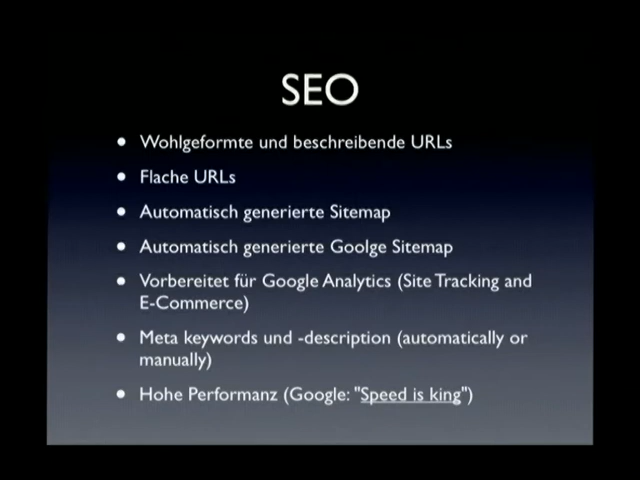 SEO
• Wohlgeformte und beschreibende URLs
• Flache URLs
• Automatisch generierte Sitemap
• Automatisch generierte Goolge Sitemap
• Vorbereitet für Google Analytics (Site Tracking and
E-Commerce)
• Meta keywords und -description (automatically or
manually)
• Hohe Performanz (Google: "Speed is king")